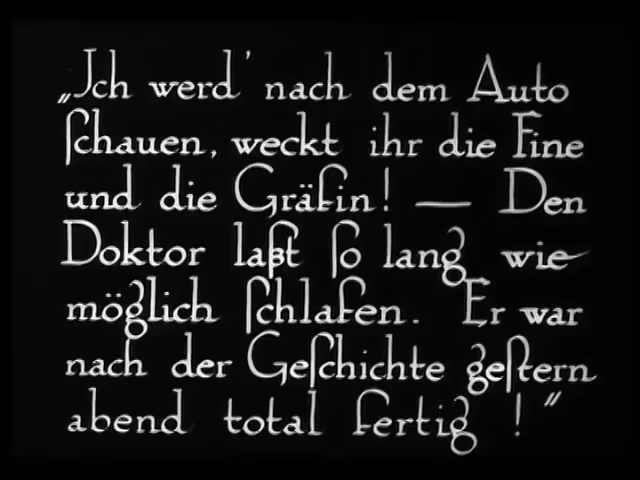 „Ich werd' nach dem Auto
ſchauen, weckt ihr die Fine
und die Gräfin! — Den
Doktor laßt ſo lang wie
möglich ſchlafen. Er war
nach der Geſchichte geſtern
abend total fertig!"